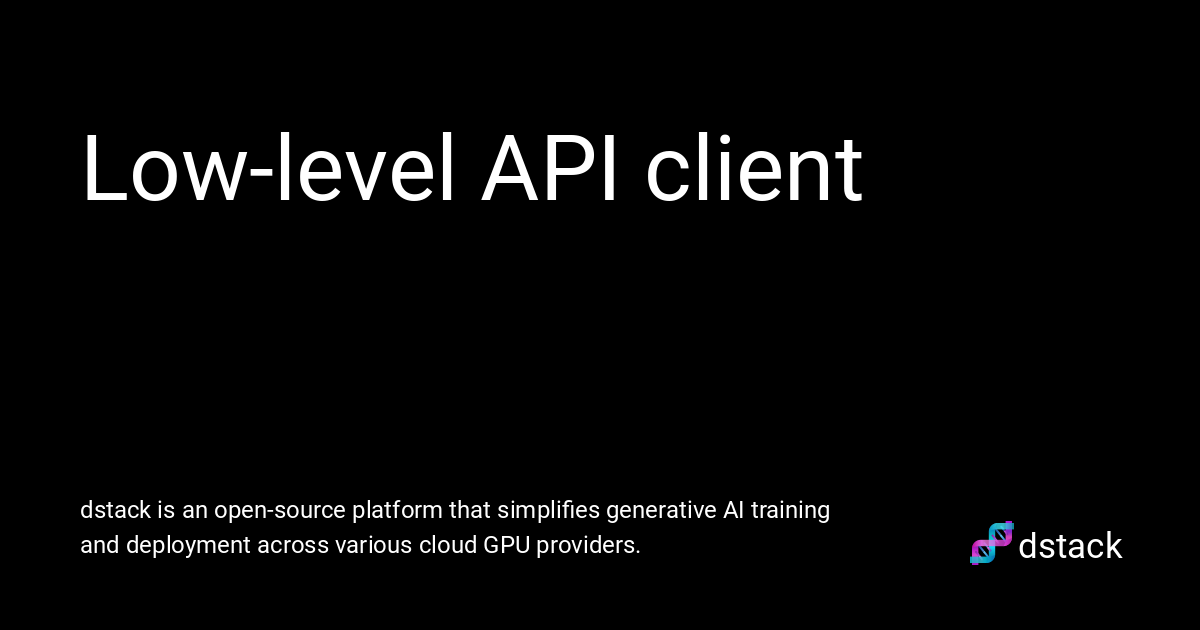 Low-level API client
dstack is an open-source platform that simplifies generative AI training
and deployment across various cloud GPU providers.
dstack